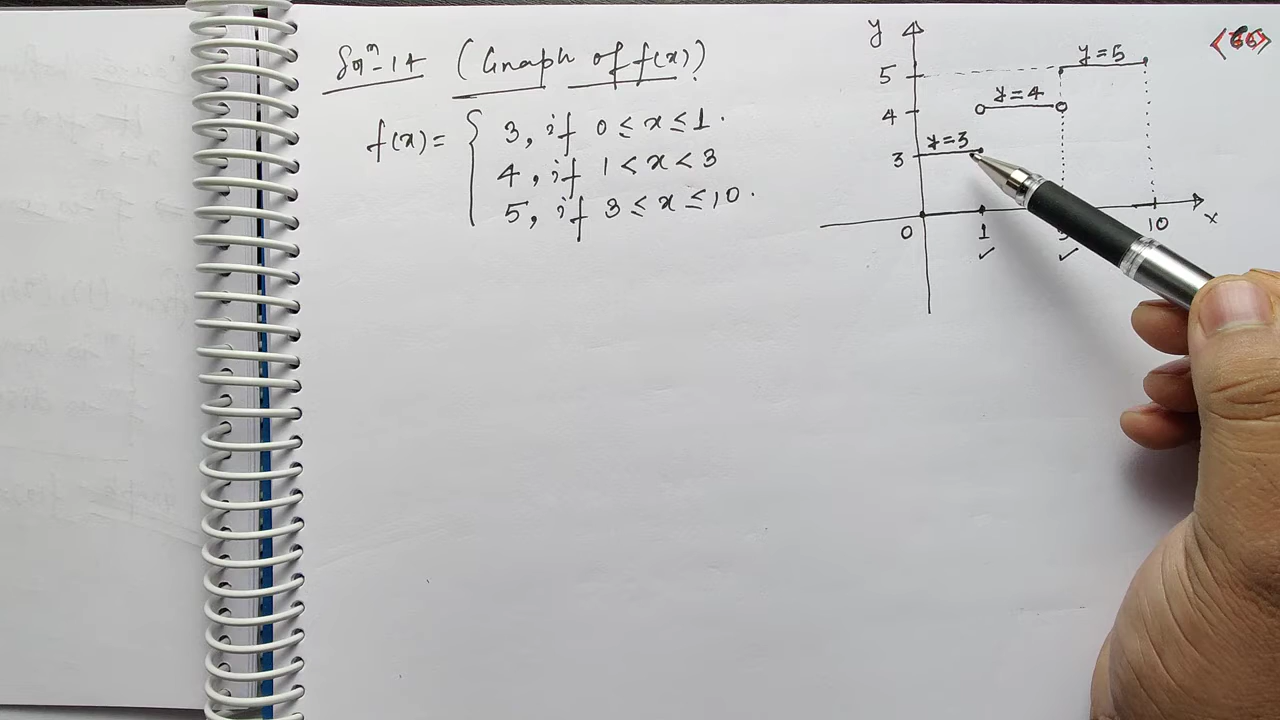 Solⁿ-14 (Graph of f(x))
f(x) = { 3, if 0 ≤ x ≤ 1.
4, if 1 < x < 3
5, if 3 ≤ x ≤ 10.
y
5
4
3
y=5
y=4
y=3
0
1
10
x
✓ ✓